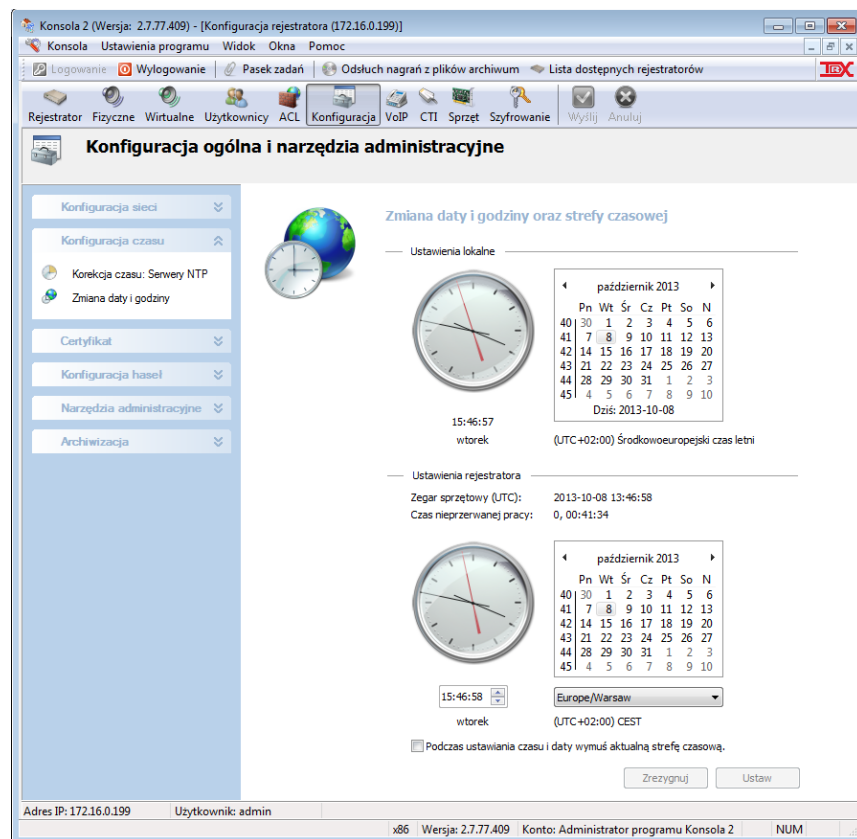 Konsola 2 (Wersja: 2.7.77.409) - [Konfiguracja rejestratora (172.16.0.199)]
Konsola Ustawienia programu Widok Okna Pomoc
Logowanie Wylogowanie Pasek zadań Odsłuch nagrań z plików archiwum Lista dostępnych rejestratorów TRX
Rejestrator Fizyczne Wirtualne Użytkownicy ACL Konfiguracja VoIP CTI Sprzęt Szyfrowanie Wyślij Anuluj
Konfiguracja ogólna i narzędzia administracyjne
Konfiguracja sieci
Konfiguracja czasu
Korekcja czasu: Serwery NTP
Zmiana daty i godziny
Certyfikat
Konfiguracja haseł
Narzędzia administracyjne
Archiwizacja
Zmiana daty i godziny oraz strefy czasowej
Ustawienia lokalne
październik 2013
Pn Wt Śr Cz Pt So N
40 30 1 2 3 4 5 6
41 7 8 9 10 11 12 13
42 14 15 16 17 18 19 20
43 21 22 23 24 25 26 27
44 28 29 30 31 1 2 3
45 4 5 6 7 8 9 10
Dziś: 2013-10-08
15:46:57
wtorek
(UTC+02:00) Środkowoeuropejski czas letni
Ustawienia rejestratora
Zegar sprzętowy (UTC): 2013-10-08 13:46:58
Czas nieprzerwanej pracy: 0, 00:41:34
październik 2013
Pn Wt Śr Cz Pt So N
40 30 1 2 3 4 5 6
41 7 8 9 10 11 12 13
42 14 15 16 17 18 19 20
43 21 22 23 24 25 26 27
44 28 29 30 31 1 2 3
45 4 5 6 7 8 9 10
15:46:58
Europe/Warsaw
wtorek
(UTC+02:00) CEST
Podczas ustawiania czasu i daty wymuś aktualną strefę czasową.
Zrezygnuj Ustaw
Adres IP: 172.16.0.199 Użytkownik: admin
x86 Wersja: 2.7.77.409 Konto: Administrator programu Konsola 2 NUM